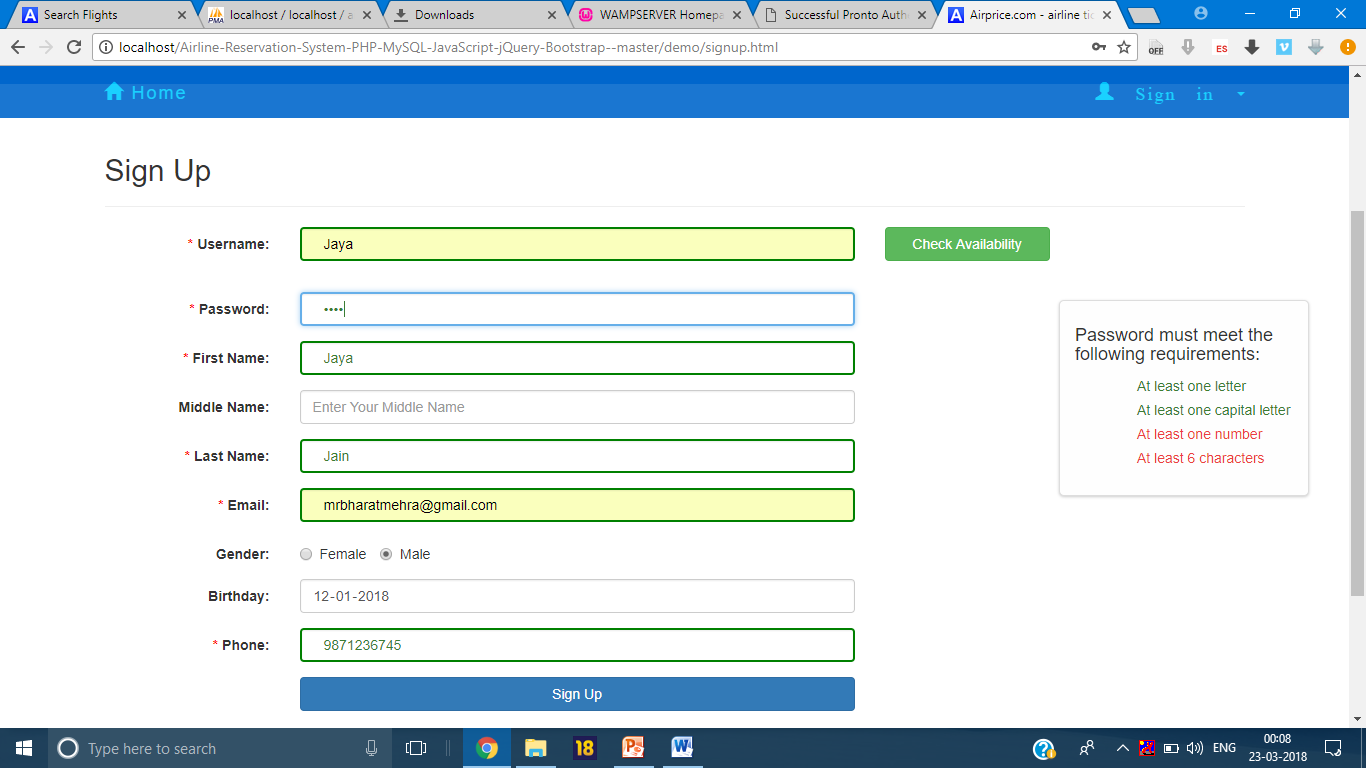 Search Flights
localhost / localhost / a
Downloads
WAMPSERVER Homepa
Successful Pronto Auth
Airprice.com - airline ti
localhost/Airline-Reservation-System-PHP-MySQL-JavaScript-jQuery-Bootstrap--master/demo/signup.html
OFF
ES
Home
Sign in
Sign Up
* Username:
Jaya
Check Availability
* Password:
••••
* First Name:
Jaya
Middle Name:
Enter Your Middle Name
* Last Name:
Jain
* Email:
mrbharatmehra@gmail.com
Gender:
Female
Male
Birthday:
12-01-2018
* Phone:
9871236745
Sign Up
Password must meet the
following requirements:
At least one letter
At least one capital letter
At least one number
At least 6 characters
Type here to search
18
ENG
00:08
23-03-2018